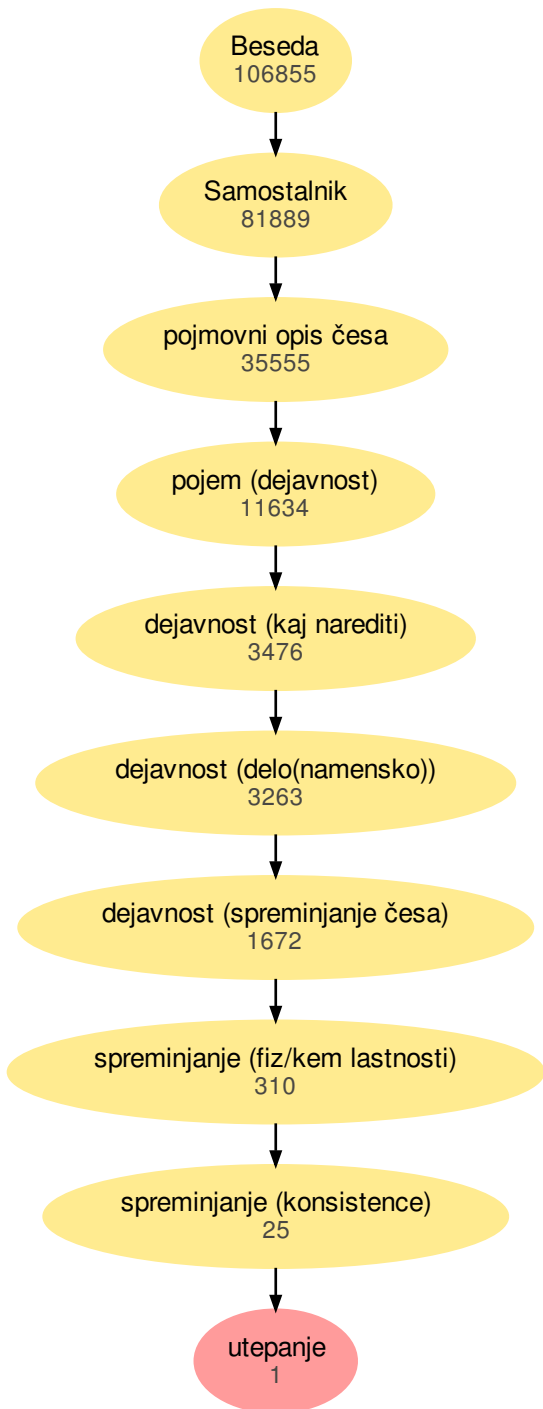 Beseda
106855
Samostalnik
81889
pojmovni opis česa
35555
pojem (dejavnost)
11634
dejavnost (kaj narediti)
3476
dejavnost (delo(namensko))
3263
dejavnost (spreminjanje česa)
1672
spreminjanje (fiz/kem lastnosti)
310
spreminjanje (konsistence)
25
utepanje
1